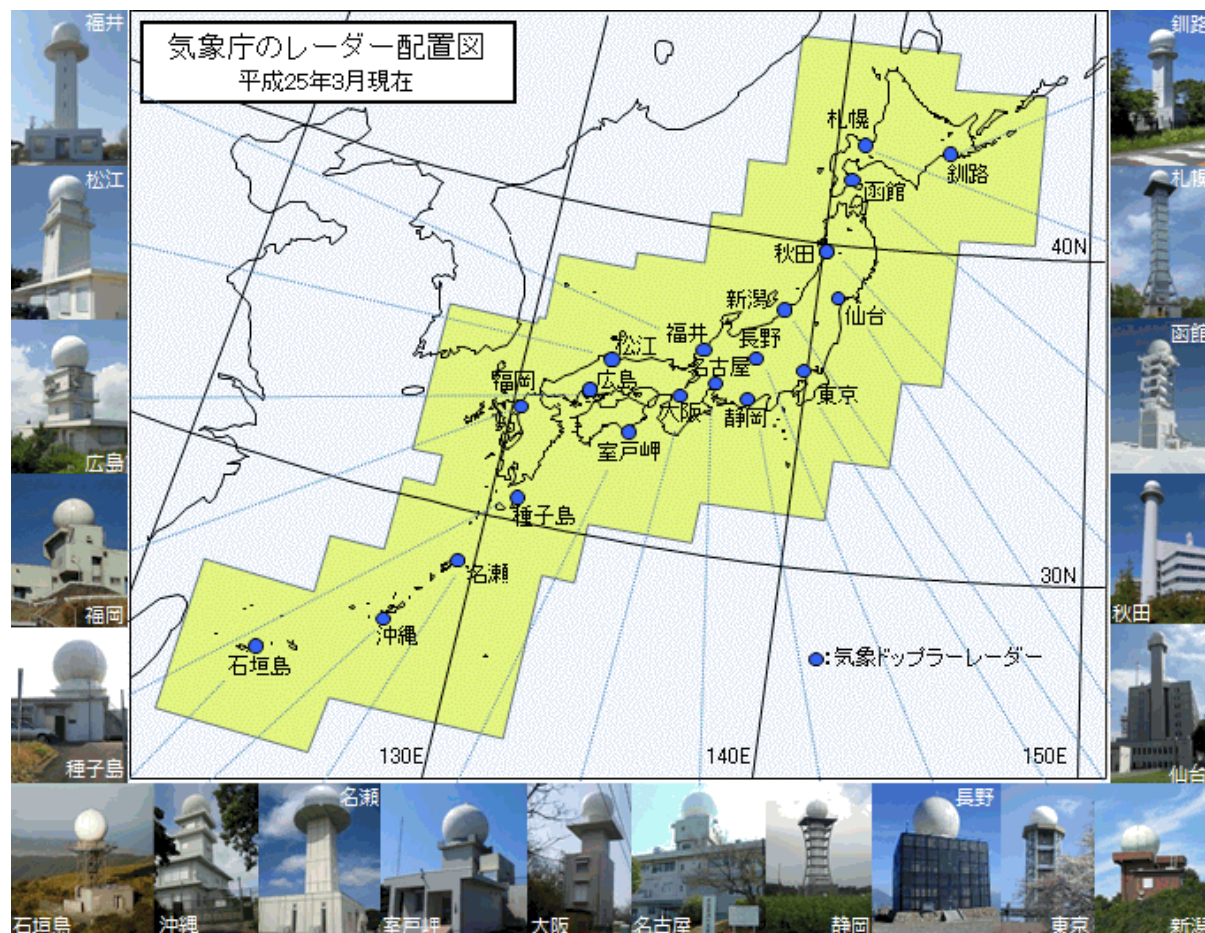 福井
気象庁のレーダー配置図
平成25年3月現在
釧路
札幌
釧路
松江
札幌
函館
40N
秋田
新潟
仙台
函館
福井
長野
松江
名古屋
福岡
広島
東京
大阪
静岡
広島
室戸岬
種子島
名瀬
30N
福岡
秋田
沖縄
石垣島
:気象ドップラーレーダー
130E
140E
150E
種子島
仙台
名瀬
長野
石垣島
沖縄
室戸岬
大阪
名古屋
静岡
東京
新潟